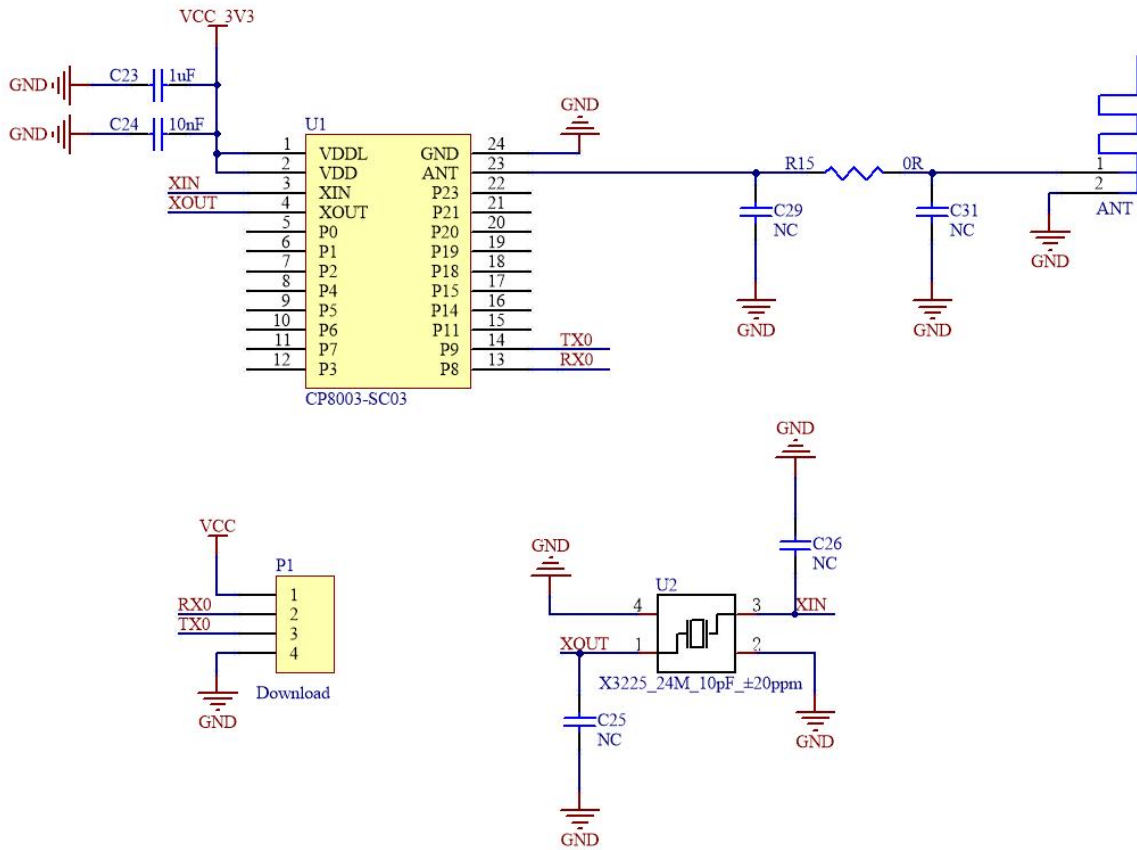 VCC_3V3
GND C23 1uF
GND C24 10nF
GND
U1
1 VDDL GND 24
2 VDD ANT 23
XIN 3 XIN P23 22
XOUT 4 XOUT P21 21
5 P0 P20 20
6 P1 P19 19
7 P2 P18 18
8 P4 P15 17
9 P5 P14 16
10 P6 P11 15
11 P7 P9 14 TX0
12 P3 P8 13 RX0
CP8003-SC03
R15 0R
C29
NC
GND
C31
NC
GND
1
2
ANT
GND
VCC
P1
1
RX0 2
TX0 3
4
Download
GND
GND
C26
NC
GND
U2
4 3 XIN
XOUT 1 2
X3225_24M_10pF_±20ppm
C25
NC
GND
GND